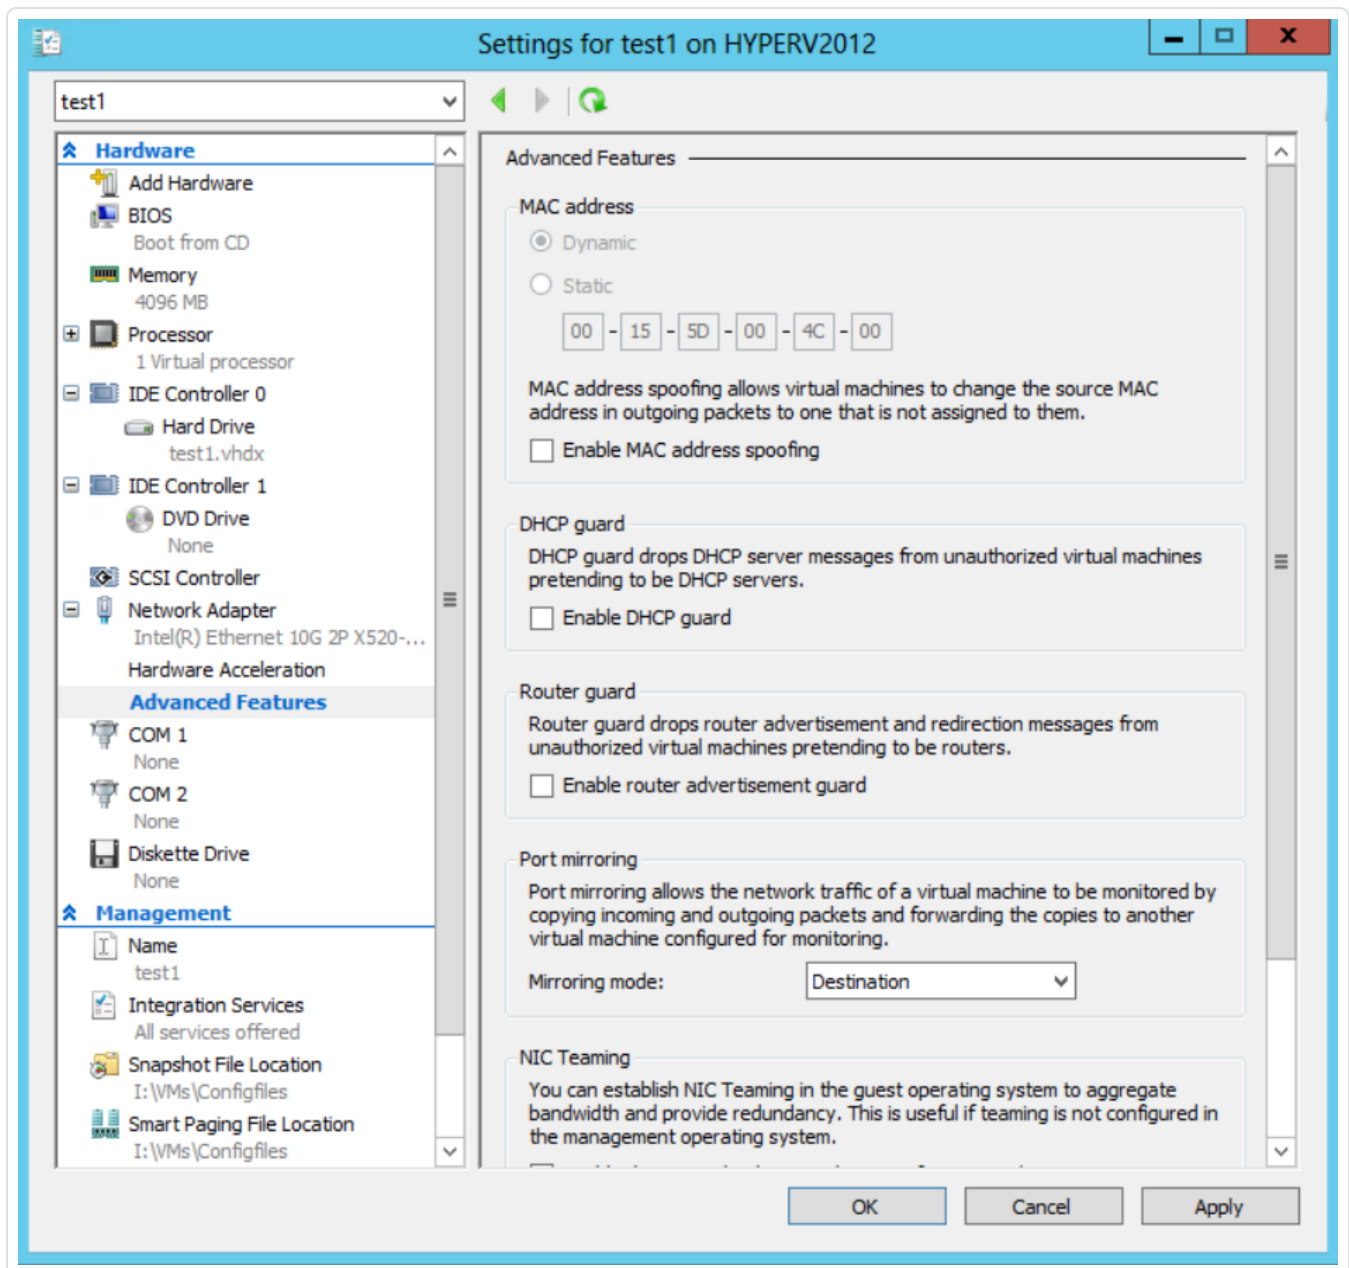 Settings for test1 on HYPERV2012
test1
Hardware
Add Hardware
BIOS
Boot from CD
Memory
4096 MB
Processor
1 Virtual processor
IDE Controller 0
Hard Drive
test1.vhdx
IDE Controller 1
DVD Drive
None
SCSI Controller
Network Adapter
Intel(R) Ethernet 10G 2P X520-...
Hardware Acceleration
Advanced Features
COM 1
None
COM 2
None
Diskette Drive
None
Management
Name
test1
Integration Services
All services offered
Snapshot File Location
I:\VMs\Configfiles
Smart Paging File Location
I:\VMs\Configfiles
Advanced Features
MAC address
Dynamic
Static
00 - 15 - 5D - 00 - 4C - 00
MAC address spoofing allows virtual machines to change the source MAC
address in outgoing packets to one that is not assigned to them.
Enable MAC address spoofing
DHCP guard
DHCP guard drops DHCP server messages from unauthorized virtual machines
pretending to be DHCP servers.
Enable DHCP guard
Router guard
Router guard drops router advertisement and redirection messages from
unauthorized virtual machines pretending to be routers.
Enable router advertisement guard
Port mirroring
Port mirroring allows the network traffic of a virtual machine to be monitored by
copying incoming and outgoing packets and forwarding the copies to another
virtual machine configured for monitoring.
Mirroring mode: Destination
NIC Teaming
You can establish NIC Teaming in the guest operating system to aggregate
bandwidth and provide redundancy. This is useful if teaming is not configured in
the management operating system.
OK Cancel Apply